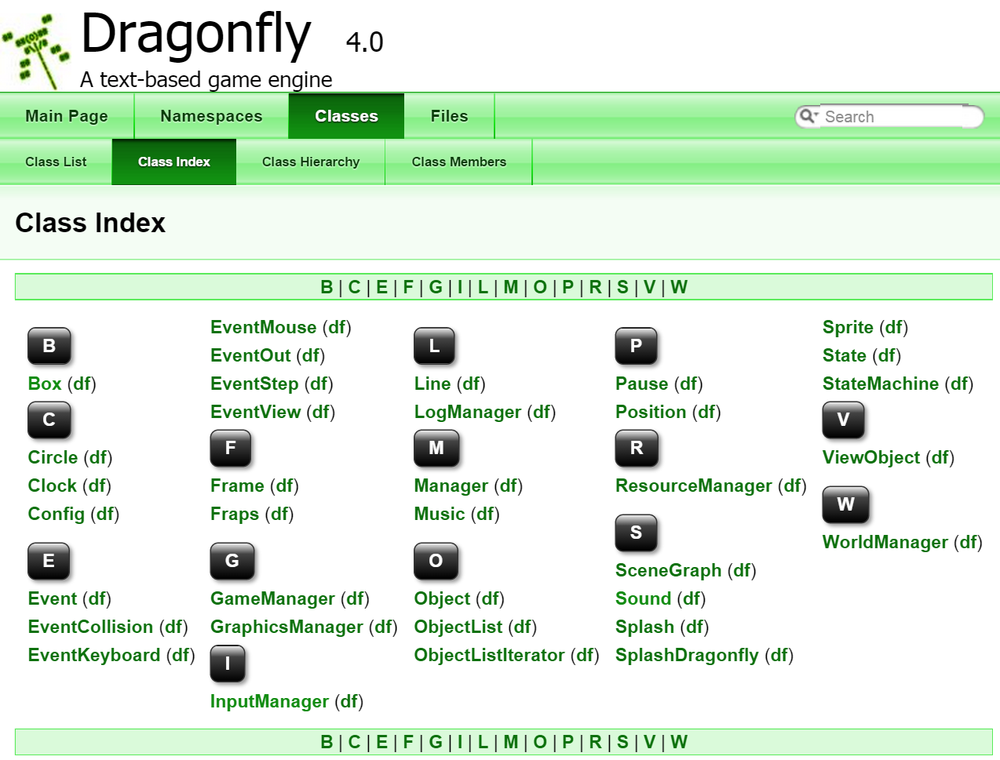 Dragonfly 4.0
A text-based game engine
Main Page Namespaces Classes Files Search
Class List Class Index Class Hierarchy Class Members
Class Index
B | C | E | F | G | I | L | M | O | P | R | S | V | W
B
Box (df)
C
Circle (df)
Clock (df)
Config (df)
E
Event (df)
EventCollision (df)
EventKeyboard (df)
EventMouse (df)
EventOut (df)
EventStep (df)
EventView (df)
F
Frame (df)
Fraps (df)
G
GameManager (df)
GraphicsManager (df)
I
InputManager (df)
L
Line (df)
LogManager (df)
M
Manager (df)
Music (df)
O
Object (df)
ObjectList (df)
ObjectListIterator (df)
P
Pause (df)
Position (df)
R
ResourceManager (df)
S
SceneGraph (df)
Sound (df)
Splash (df)
SplashDragonfly (df)
Sprite (df)
State (df)
StateMachine (df)
V
ViewObject (df)
W
WorldManager (df)
B | C | E | F | G | I | L | M | O | P | R | S | V | W